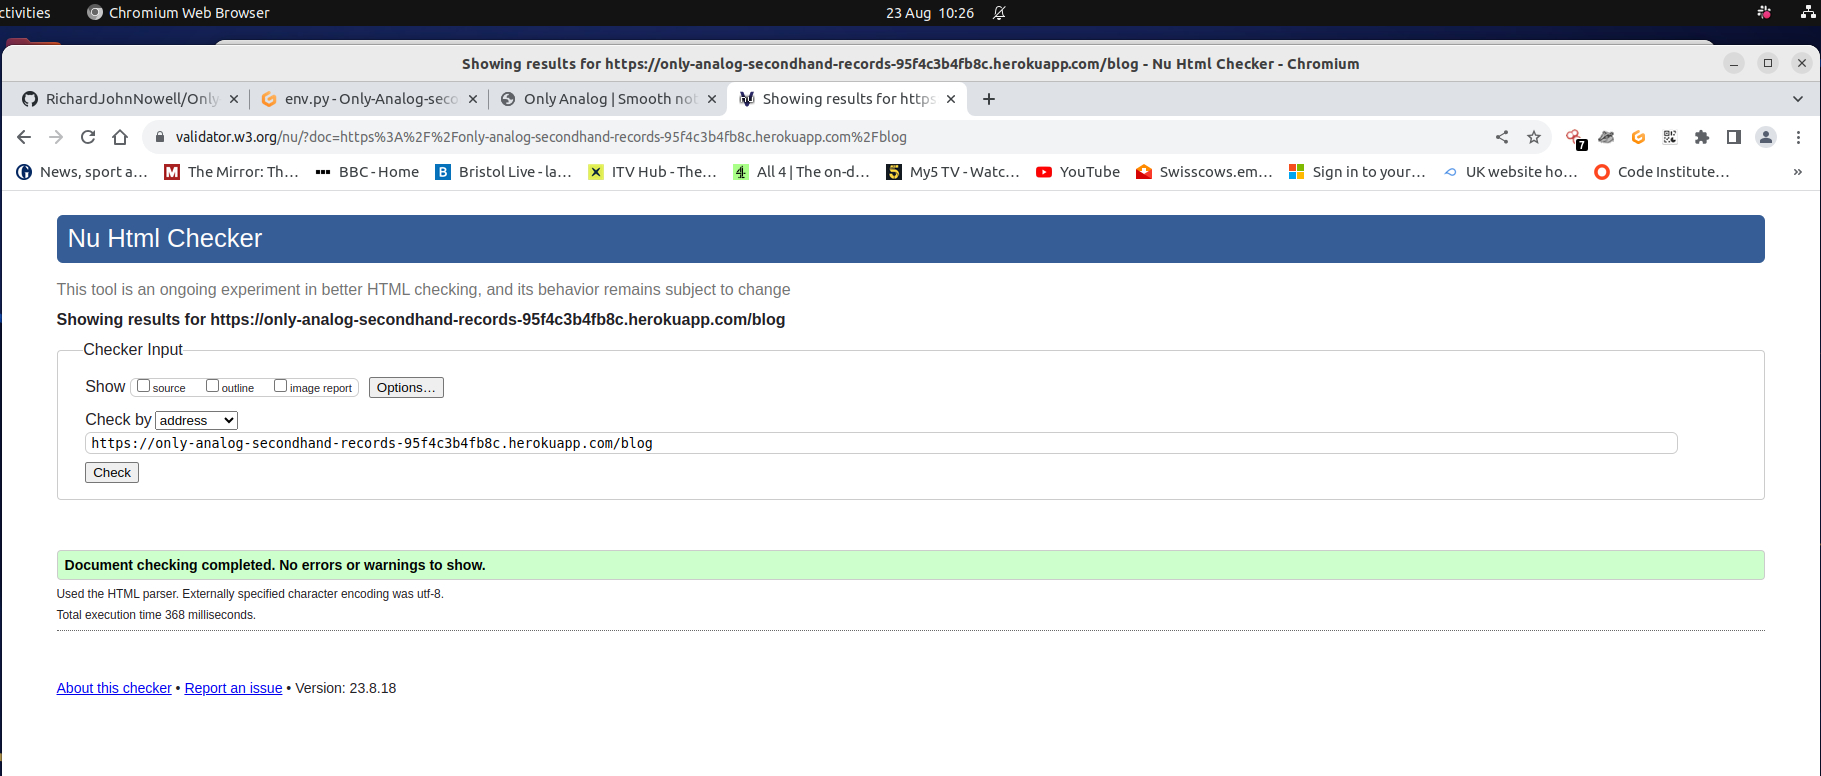 ctivities Chromium Web Browser 23 Aug 10:26
Showing results for https://only-analog-secondhand-records-95f4c3b4fb8c.herokuapp.com/blog - Nu Html Checker - Chromium
RichardJohnNowell/Only env.py - Only-Analog-seco Only Analog | Smooth not Showing results for https
validator.w3.org/nu/?doc=https%3A%2F%2Fonly-analog-secondhand-records-95f4c3b4fb8c.herokuapp.com%2Fblog 7
News, sport a... The Mirror: Th... BBC - Home Bristol Live - la... ITV Hub - The... All 4 | The on-d... My5 TV - Watc... YouTube Swisscows.em... Sign in to your... UK website ho... Code Institute... »
Nu Html Checker
This tool is an ongoing experiment in better HTML checking, and its behavior remains subject to change
Showing results for https://only-analog-secondhand-records-95f4c3b4fb8c.herokuapp.com/blog
Checker Input
Show source outline image report Options...
Check by address
https://only-analog-secondhand-records-95f4c3b4fb8c.herokuapp.com/blog
Check
Document checking completed. No errors or warnings to show.
Used the HTML parser. Externally specified character encoding was utf-8.
Total execution time 368 milliseconds.
About this checker • Report an issue • Version: 23.8.18